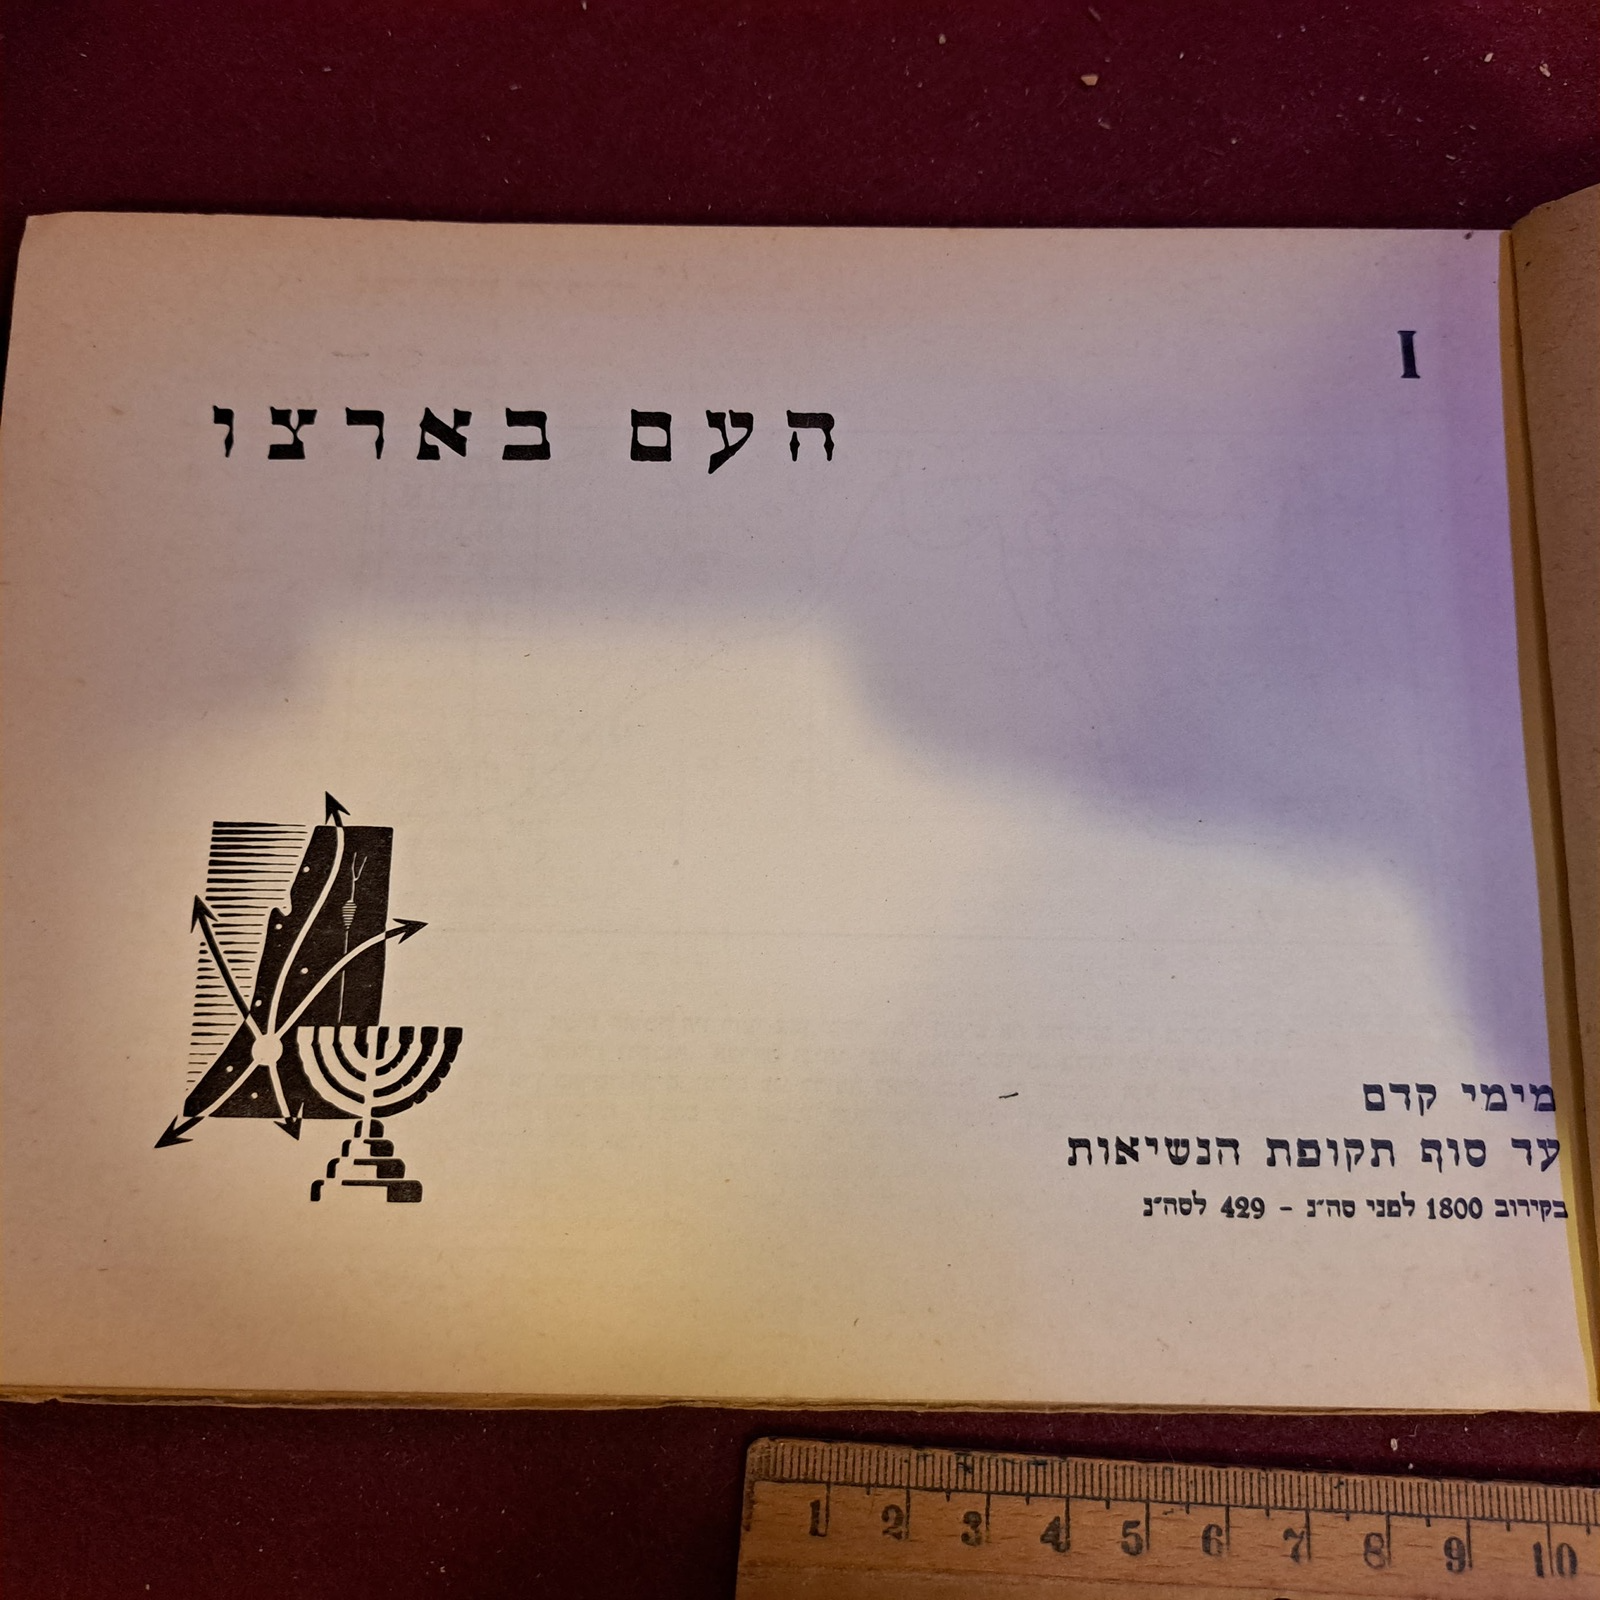 I
העם בארצו
מימי קדם
עד סוף תקופת הנשיאות
בקירוב 1800 לפני סה״נ – 429 לסה״נ
1 2 3 4 5 6 7 8 9 10